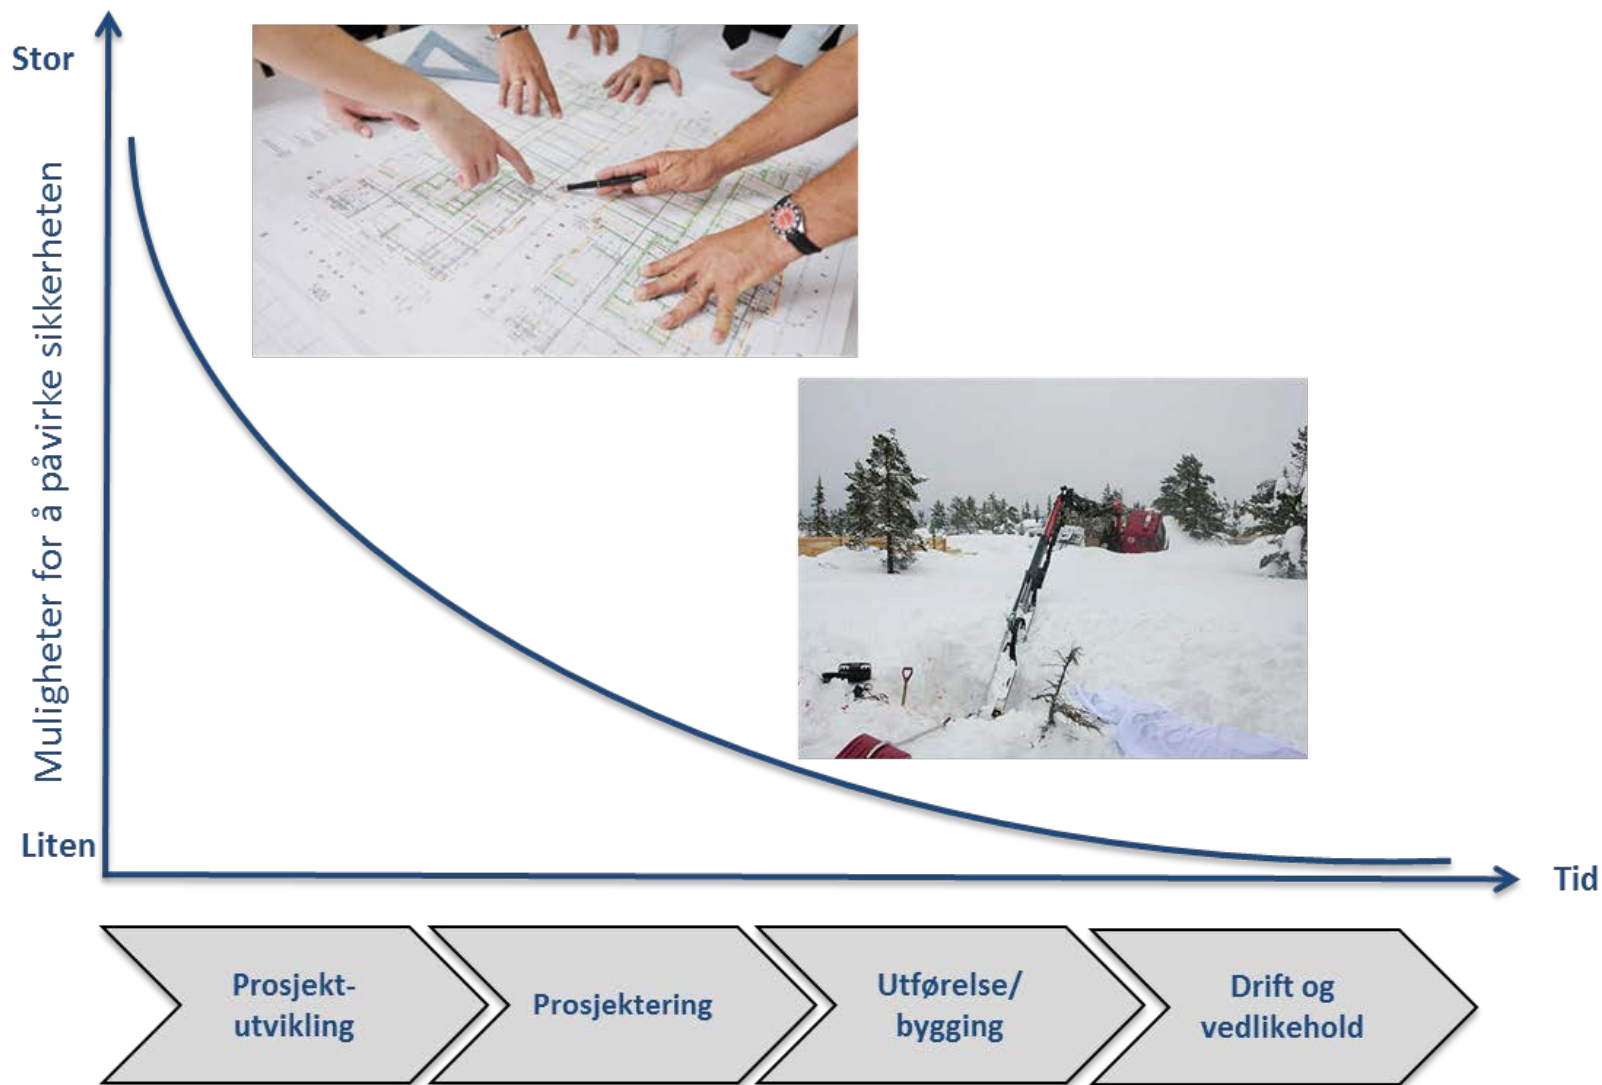 Stor
Muligheter for å påvirke sikkerheten
Liten
Tid
Prosjekt-
utvikling
Prosjektering
Utførelse/
bygging
Drift og
vedlikehold